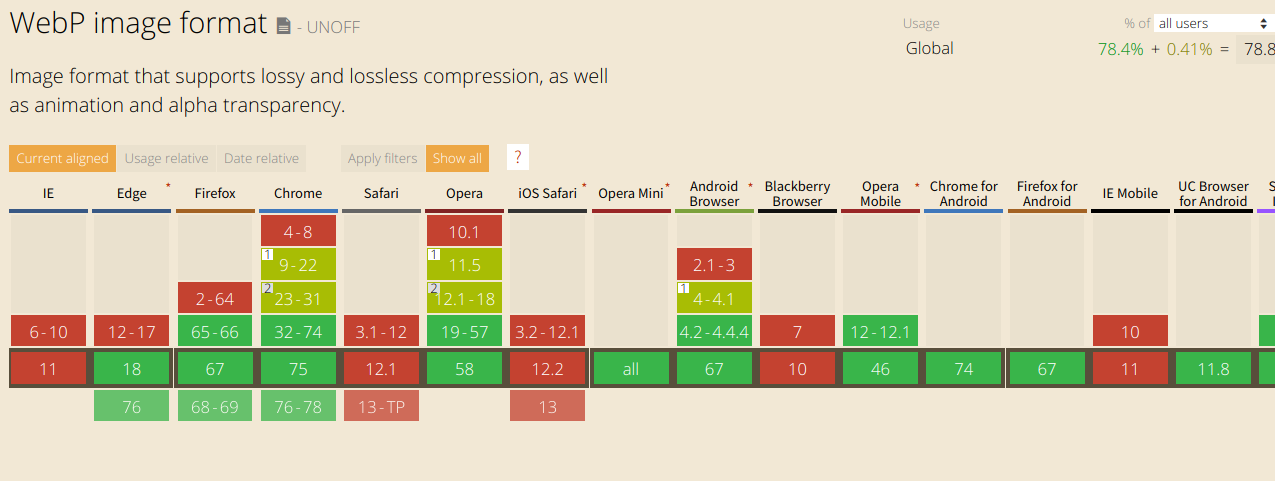 WebP image format - UNOFF
Usage % of all users
Global 78.4% + 0.41% = 78.8
Image format that supports lossy and lossless compression, as well
as animation and alpha transparency.
Current aligned Usage relative Date relative Apply filters Show all ?
IE Edge * Firefox Chrome Safari Opera iOS Safari * Opera Mini * Android Browser * Blackberry Browser Opera Mobile * Chrome for Android Firefox for Android IE Mobile UC Browser for Android S
4-8 10.1
1 9-22 1 11.5 2.1-3
2-64 2 23-31 2 12.1-18 1 4-4.1
6-10 12-17 65-66 32-74 3.1-12 19-57 3.2-12.1 4.2-4.4.4 7 12-12.1 10
11 18 67 75 12.1 58 12.2 all 67 10 46 74 67 11 11.8
76 68-69 76-78 13-TP 13